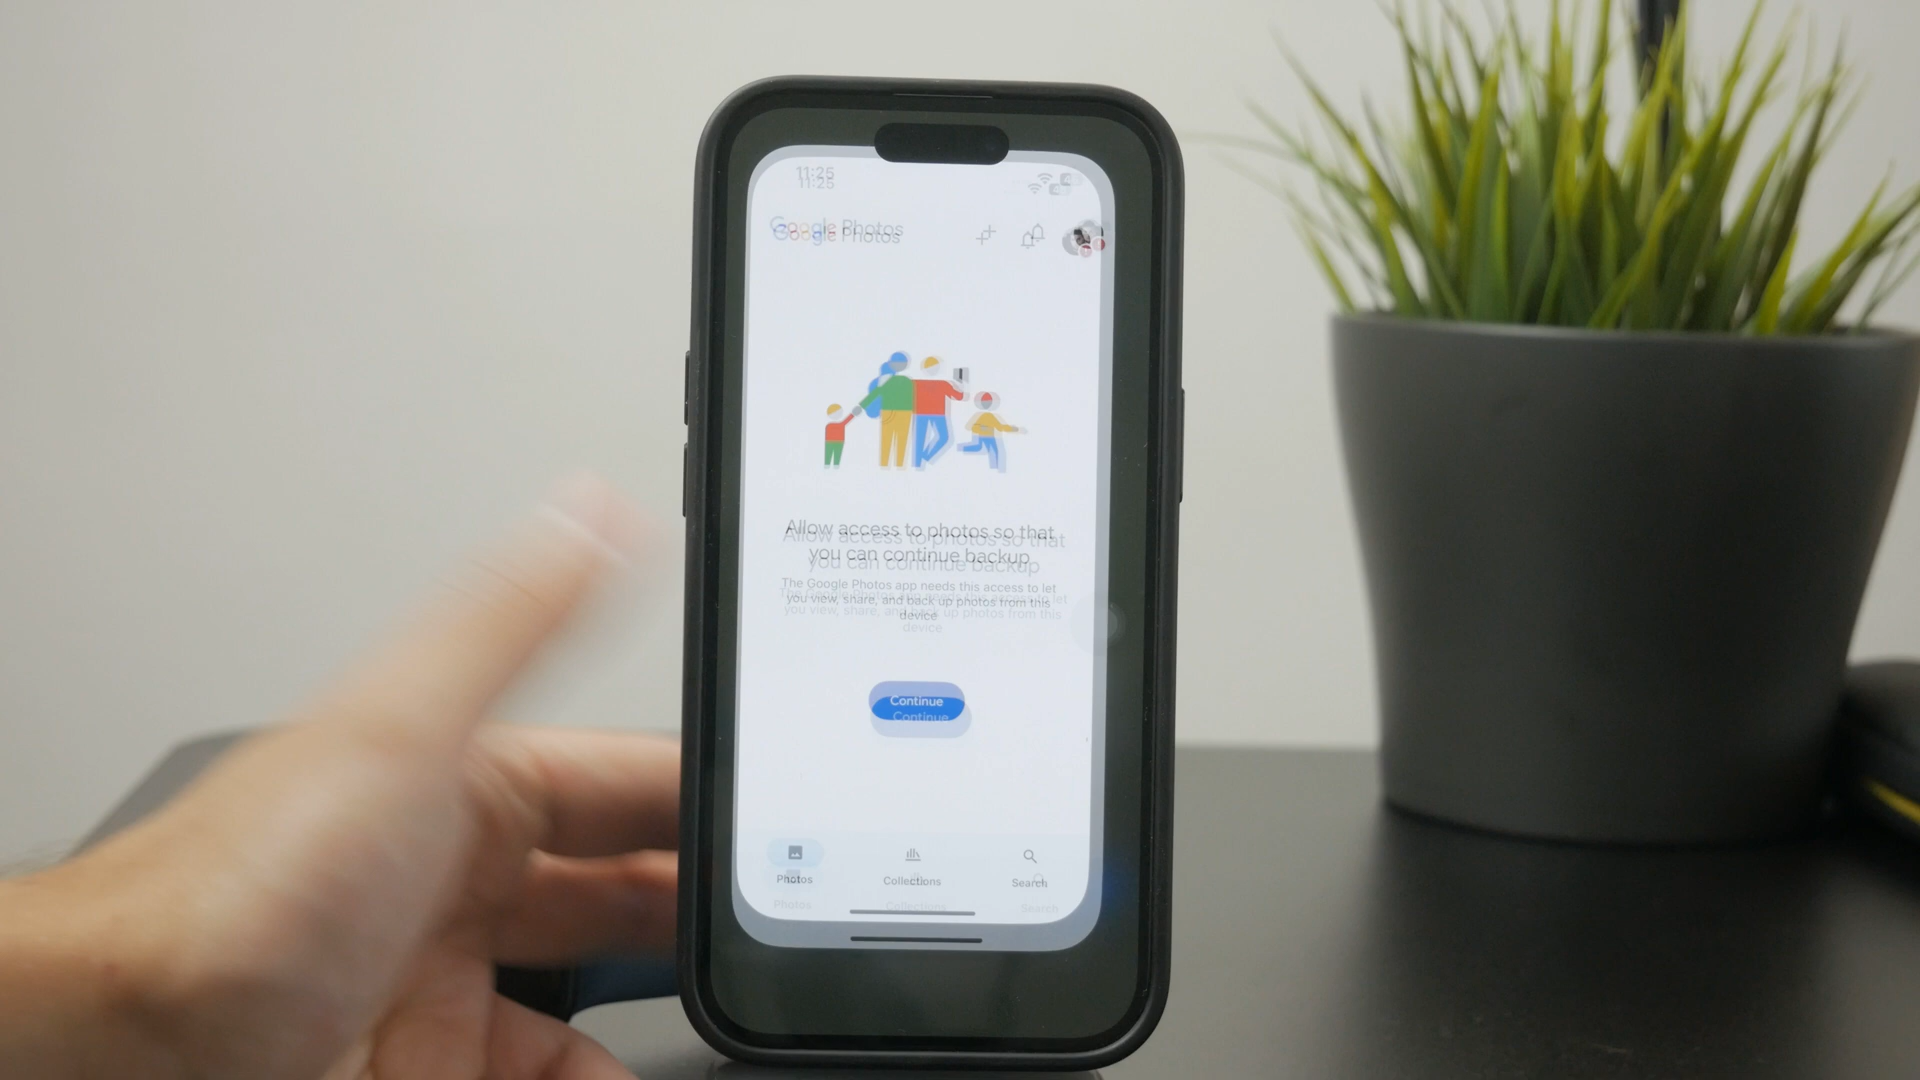 11:25
Google Photos
Allow access to photos so that
you can continue backup
The Google Photos app needs this access to let
you view, share, and back up photos from this
device
Continue
Photos
Collections
Search